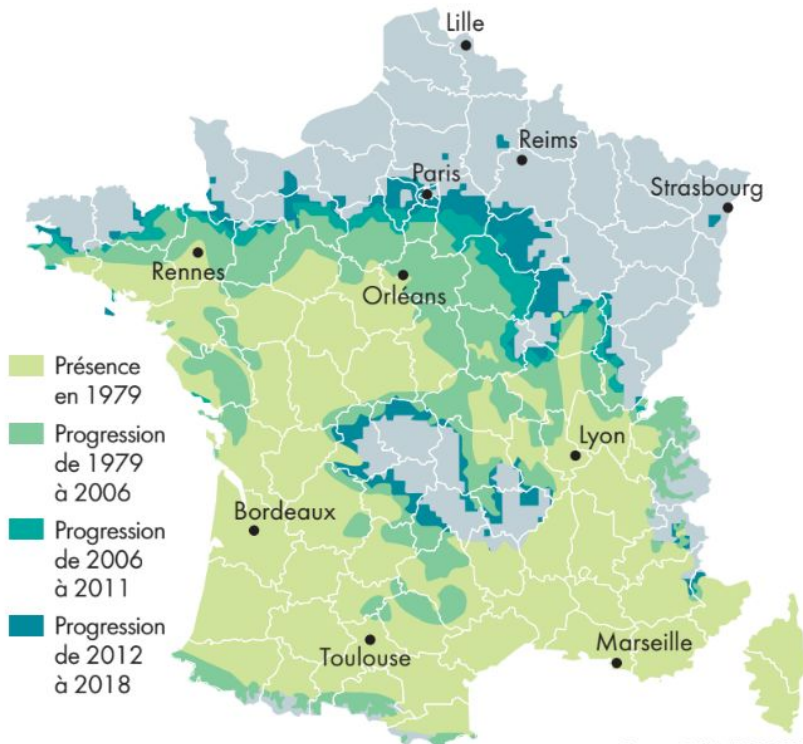 Lille
Reims
Paris
Strasbourg
Rennes
Orléans
Présence
en 1979
Progression
de 1979
à 2006
Lyon
Bordeaux
Progression
de 2006
à 2011
Progression
de 2012
à 2018
Toulouse
Marseille